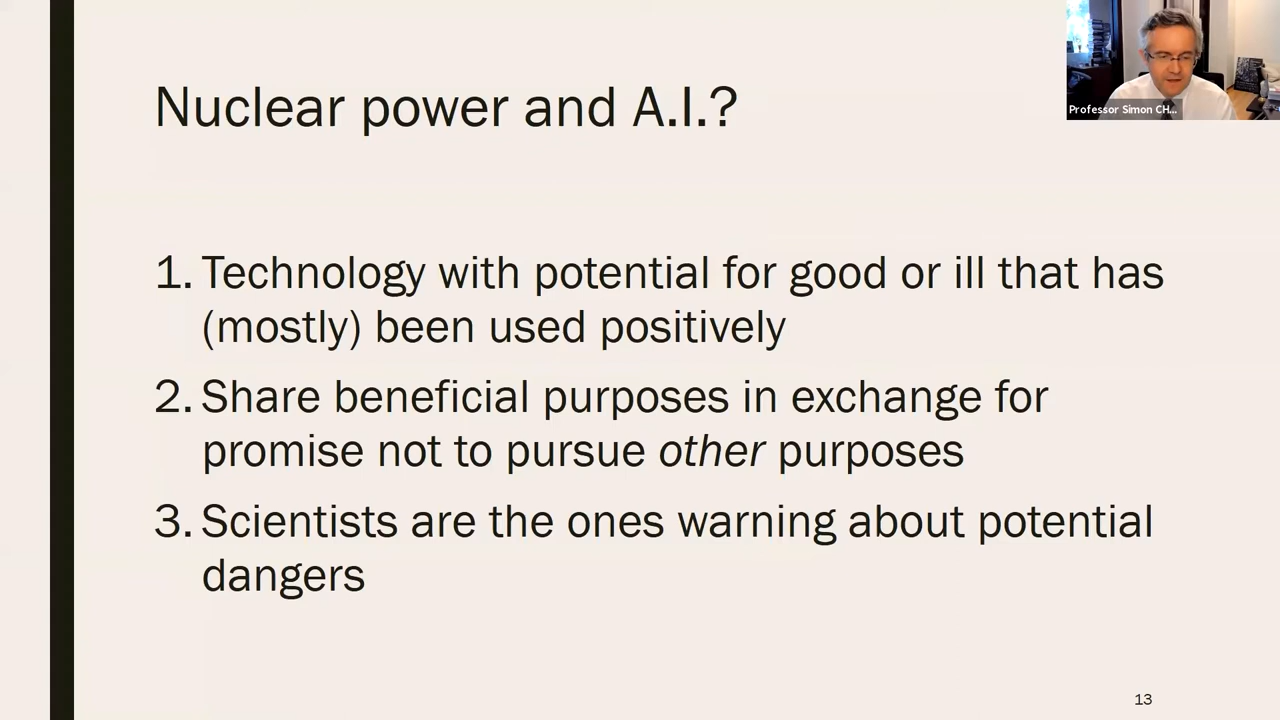 Professor Simon CH...
Nuclear power and A.I.?
1. Technology with potential for good or ill that has
(mostly) been used positively
2. Share beneficial purposes in exchange for
promise not to pursue other purposes
3. Scientists are the ones warning about potential
dangers
13